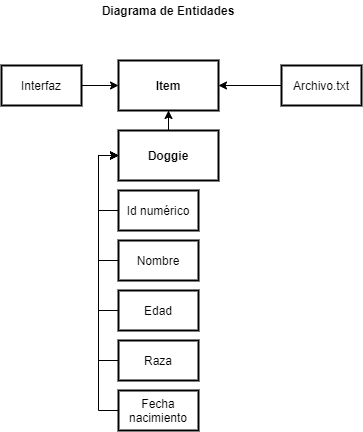 Diagrama de Entidades
Interfaz
Item
Archivo.txt
Doggie
Id numérico
Nombre
Edad
Raza
Fecha
nacimiento